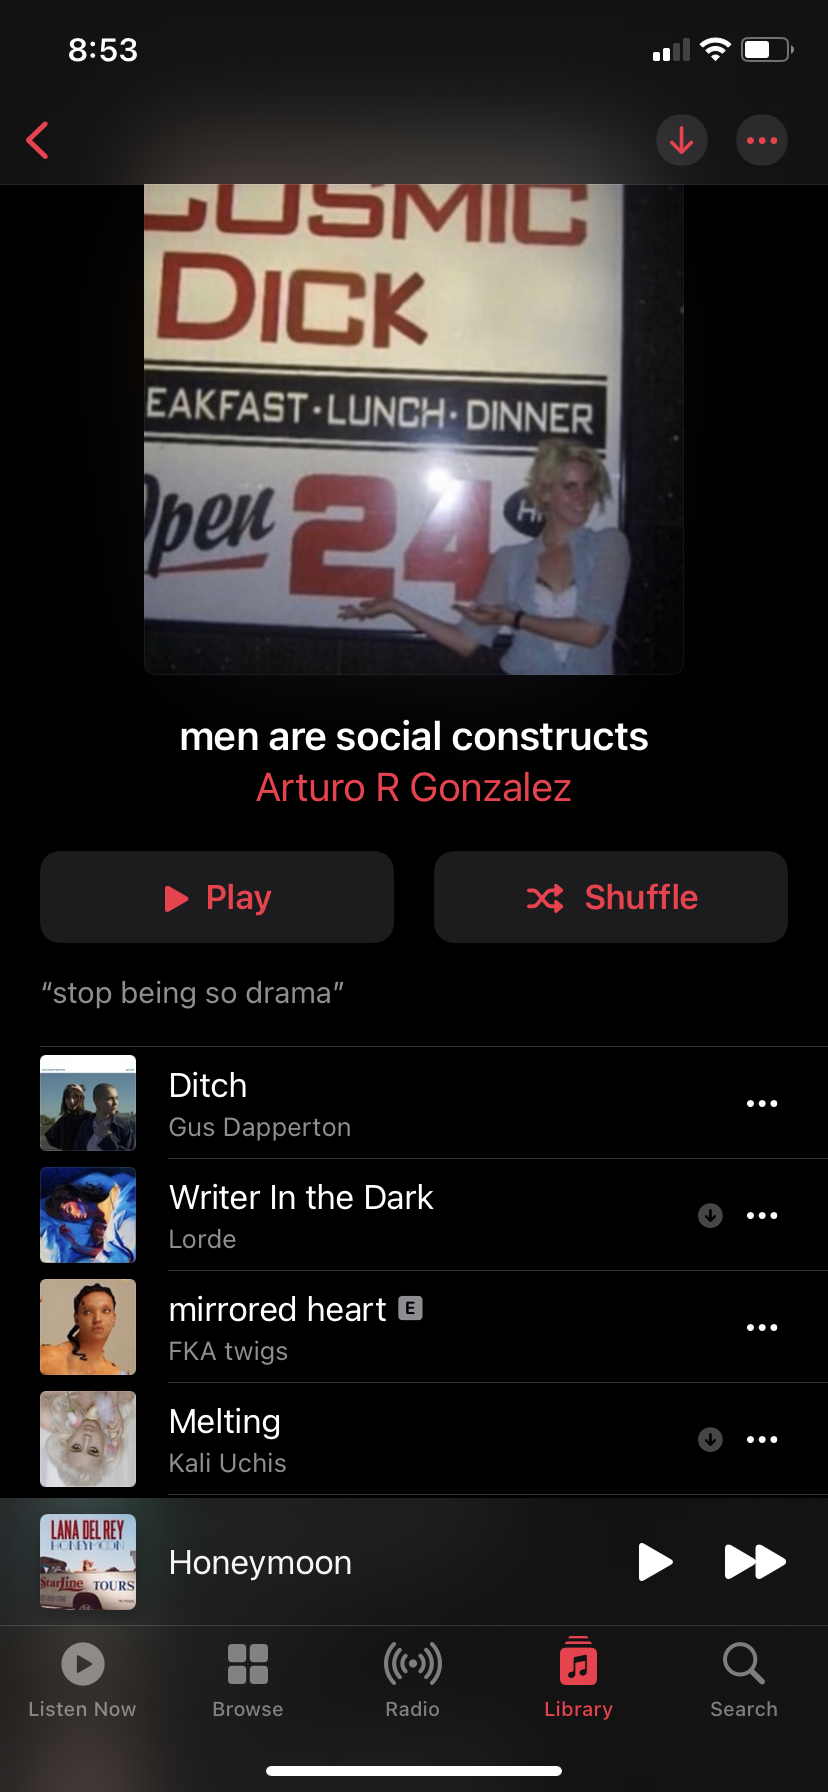 8:53
COSMIC
DICK
EAKFAST · LUNCH · DINNER
Open 24
men are social constructs
Arturo R Gonzalez
Play
Shuffle
“stop being so drama”
Ditch
Gus Dapperton
Writer In the Dark
Lorde
mirrored heart E
FKA twigs
Melting
Kali Uchis
LANA DEL REY
HONEYMOON
StarLine TOURS
Honeymoon
Listen Now
Browse
Radio
Library
Search